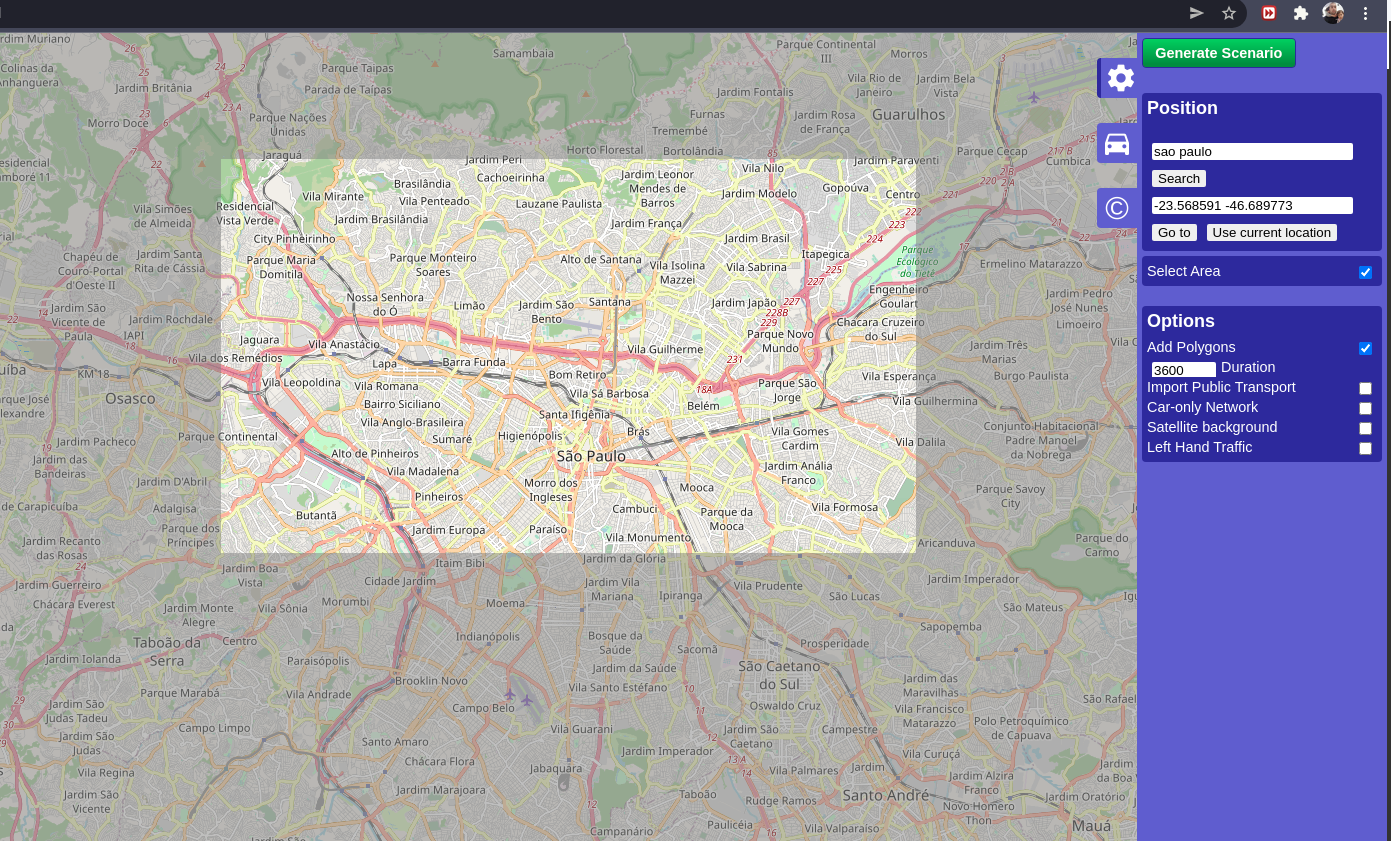 Generate Scenario
Position
sao paulo
Search
-23.568591 -46.689773
Go to
Use current location
Select Area
Options
Add Polygons
3600
Duration
Import Public Transport
Car-only Network
Satellite background
Left Hand Traffic
©
Jardim Britânia
Morro Doce
Parque Taipas
Parada de Taipas
Samambaia
Parque Nações
Unidas
Jaraguá
Horto Florestal
Tremembé
Bortolândia
Furnas
Jardim Fontalis
Parque Continental
III
Morros
Vila Rio de
Janeiro
Jardim Bela
Vista
Jardim Rosa
de França
Guarulhos
Parque Cecap
Cumbica
Jardim Peri
Cachoeirinha
Brasilândia
Vila Mirante
Vila Penteado
Lauzane Paulista
Jardim Leonor
Mendes de
Barros
Vila Nilo
Jardim Modelo
Jardim Paraventi
Gopoúva
Centro
Residencial
Vista Verde
Vila Simões
de Almeida
Jardim Brasilândia
Jardim França
City Pinheirinho
Jardim Brasil
Itapegica
Parque
Ecológico
do Tietê
Chapéu de
Couro-Portal
d'Oeste II
Jardim Santa
Rita de Cássia
Parque Maria
Domitila
Parque Monteiro
Soares
Alto de Santana
Vila Isolina
Mazzei
Vila Sabrina
Ermelino Matarazzo
Engenheiro
Goulart
Jardim Pedro
José Nunes
Limoeiro
Nossa Senhora
do Ó
Limão
Jardim São
Bento
Santana
Jardim Japão
Chacara Cruzeiro
do Sul
Jardim São
Vicente de
Paula
Jardim Rochdale
IAPI
Jaguara
Vila Anastácio
Vila Guilherme
Parque Novo
Mundo
Jardim Três
Marias
Vila dos Remédios
Lapa
Barra Funda
Bom Retiro
Vila Esperança
Burgo Paulista
KM'18
Osasco
Vila Leopoldina
Vila Romana
Vila Sá Barbosa
Parque São
Jorge
Bairro Siciliano
Belém
Vila Guilhermina
Vila Anglo-Brasileira
Santa Ifigênia
Parque Continental
Sumaré
Higienópolis
Brás
Vila Gomes
Cardim
Vila Dalila
Conjunto Habitacional
Padre Manoel
da Nobrega
Jardim Pacheco
Jardim das
Bandeiras
Alto de Pinheiros
São Paulo
Vila Madalena
Jardim Anália
Franco
Jardim D'Abril
Morro dos
Ingleses
Mooca
Pinheiros
Parque Savoy
City
Adalgisa
Butantã
Cambuci
Parque da
Mooca
Vila Formosa
Parque dos
Príncipes
Jardim Europa
Paraíso
Vila Monumento
Aricanduva
Parque do
Carmo
Jardim Recanto
das Rosas
Jardim Boa
Vista
Itaim Bibi
Jardim da Glória
Cidade Jardim
Jardim Vila
Mariana
Vila Prudente
Jardim Imperador
Jardim Guerreiro
Chácara Everest
Jardim Monte
Alegre
Vila Sônia
Morumbi
Moema
Ipiranga
São Lucas
São Mateus
Taboão da
Serra
Centro
Indianópolis
Bosque da
Saúde
Sacomã
Prosperidade
Sapopemba
Jardim Iolanda
Paraisópolis
Jardim da Saúde
São Caetano
do Sul
Brooklin Novo
Vila Santo Estéfano
Jardim das
Maravilhas
Parque Marabá
Vila Andrade
Campo Belo
Oswaldo Cruz
Vila Francisco
Matarazzo
Jardim São
Judas Tadeu
Campo Limpo
Vila Guarani
Jardim São
Caetano
Campestre
Polo Petroquímico
de Capuava
Jardim São
Judas
Santo Amaro
Jardim Imperador
Vila Curuçá
Vila Regina
Chácara Flora
Jabaquara
Vila Palmares
Jardim
Jardim Alzira
Franco
Jardim São
Vicente
Jardim Marajoara
Taboão
Rudge Ramos
Santo André
Novo Homero
Thon
Jardim Oratório
Paulicéia
Campanário
Vila Valparaíso
Mauá